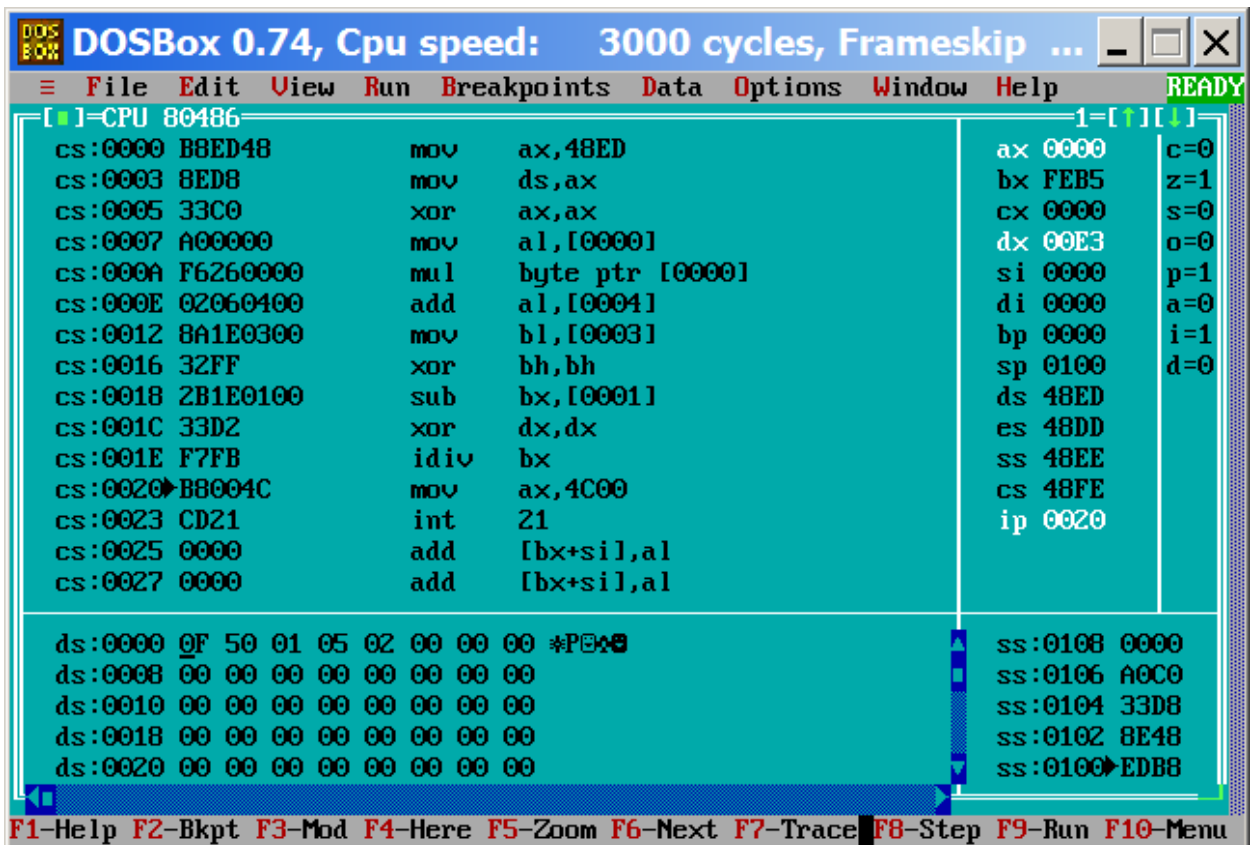 DOS BOX DOSBox 0.74, Cpu speed: 3000 cycles, Frameskip ...
≡ File Edit View Run Breakpoints Data Options Window Help READY
[■]=CPU 80486 1=[↑][↓]
cs:0000 B8ED48 mov ax,48ED ax 0000 c=0
cs:0003 8ED8 mov ds,ax bx FEB5 z=1
cs:0005 33C0 xor ax,ax cx 0000 s=0
cs:0007 A00000 mov al,[0000] dx 00E3 o=0
cs:000A F6260000 mul byte ptr [0000] si 0000 p=1
cs:000E 02060400 add al,[0004] di 0000 a=0
cs:0012 8A1E0300 mov bl,[0003] bp 0000 i=1
cs:0016 32FF xor bh,bh sp 0100 d=0
cs:0018 2B1E0100 sub bx,[0001] ds 48ED
cs:001C 33D2 xor dx,dx es 48DD
cs:001E F7FB idiv bx ss 48EE
cs:0020►B8004C mov ax,4C00 cs 48FE
cs:0023 CD21 int 21 ip 0020
cs:0025 0000 add [bx+si],al
cs:0027 0000 add [bx+si],al
ds:0000 0F 50 01 05 02 00 00 00 ☼P☺♣☻ ss:0108 0000
ds:0008 00 00 00 00 00 00 00 00 ss:0106 A0C0
ds:0010 00 00 00 00 00 00 00 00 ss:0104 33D8
ds:0018 00 00 00 00 00 00 00 00 ss:0102 8E48
ds:0020 00 00 00 00 00 00 00 00 ss:0100►EDB8
F1-Help F2-Bkpt F3-Mod F4-Here F5-Zoom F6-Next F7-Trace F8-Step F9-Run F10-Menu